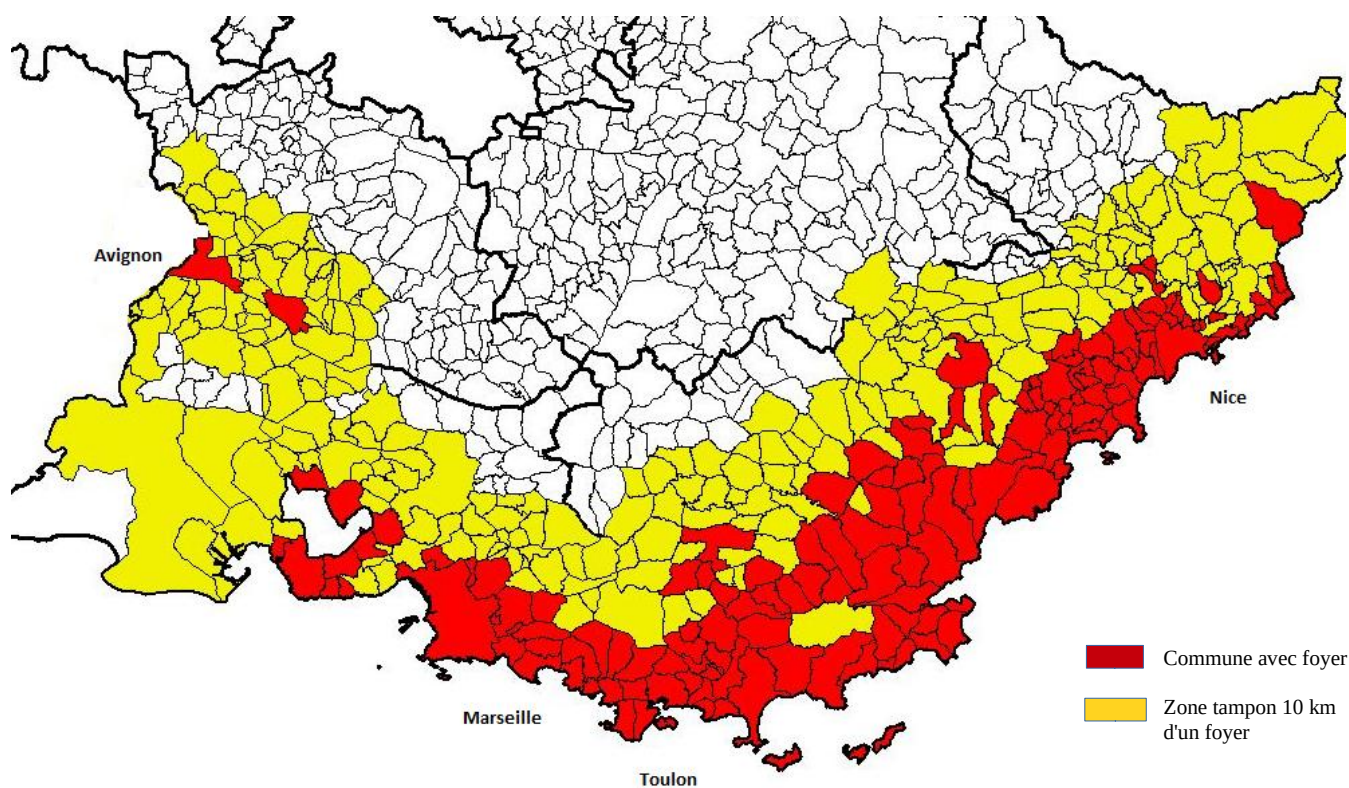 Avignon
Nice
Commune avec foyer
Zone tampon 10 km
d'un foyer
Marseille
Toulon